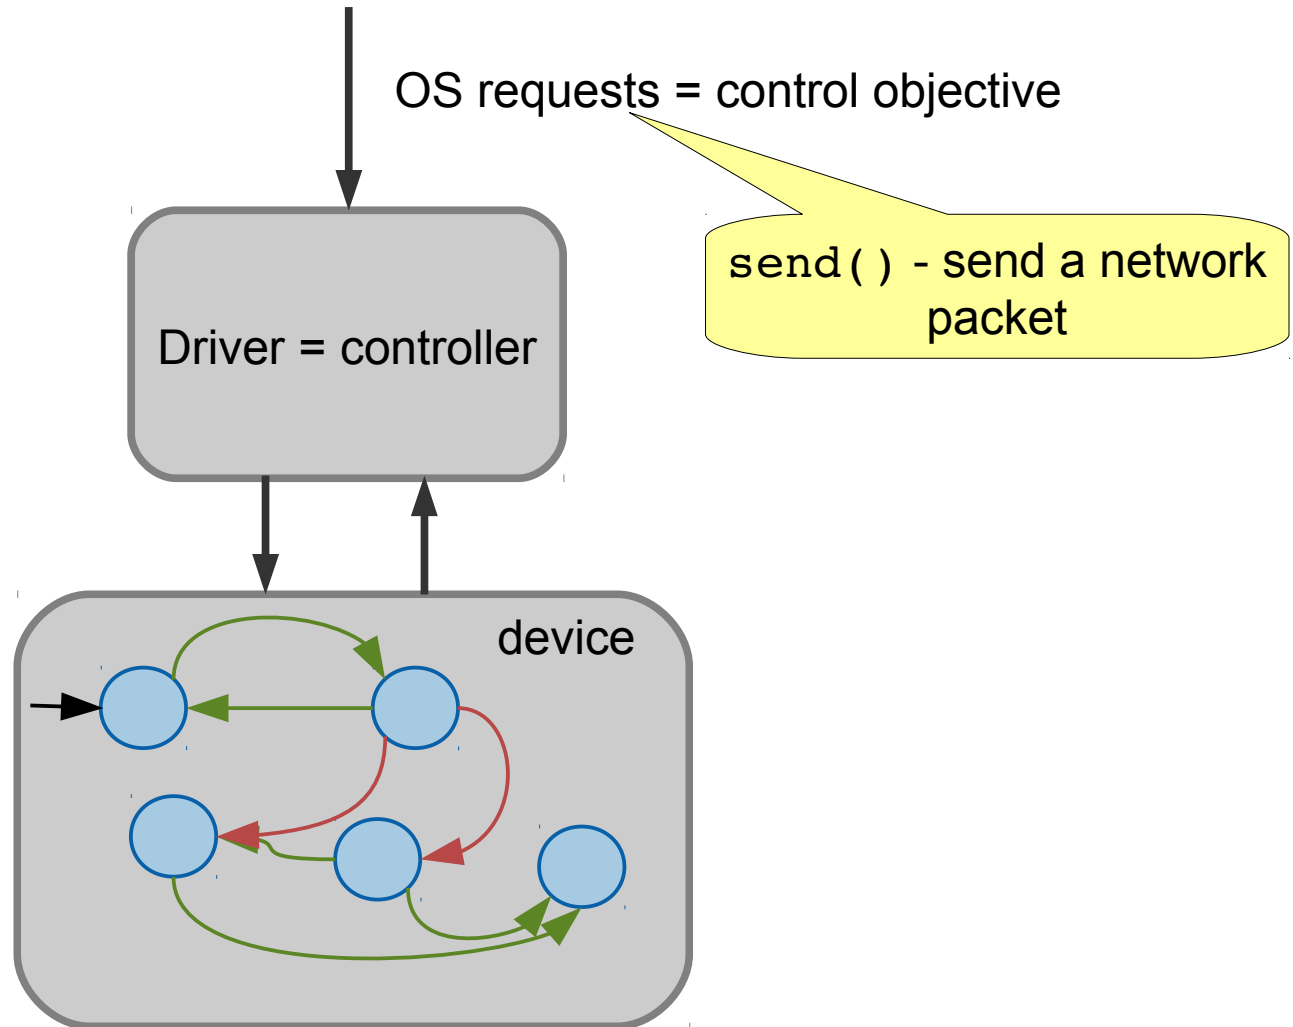 OS requests = control objective
send() - send a network
packet
Driver = controller
device